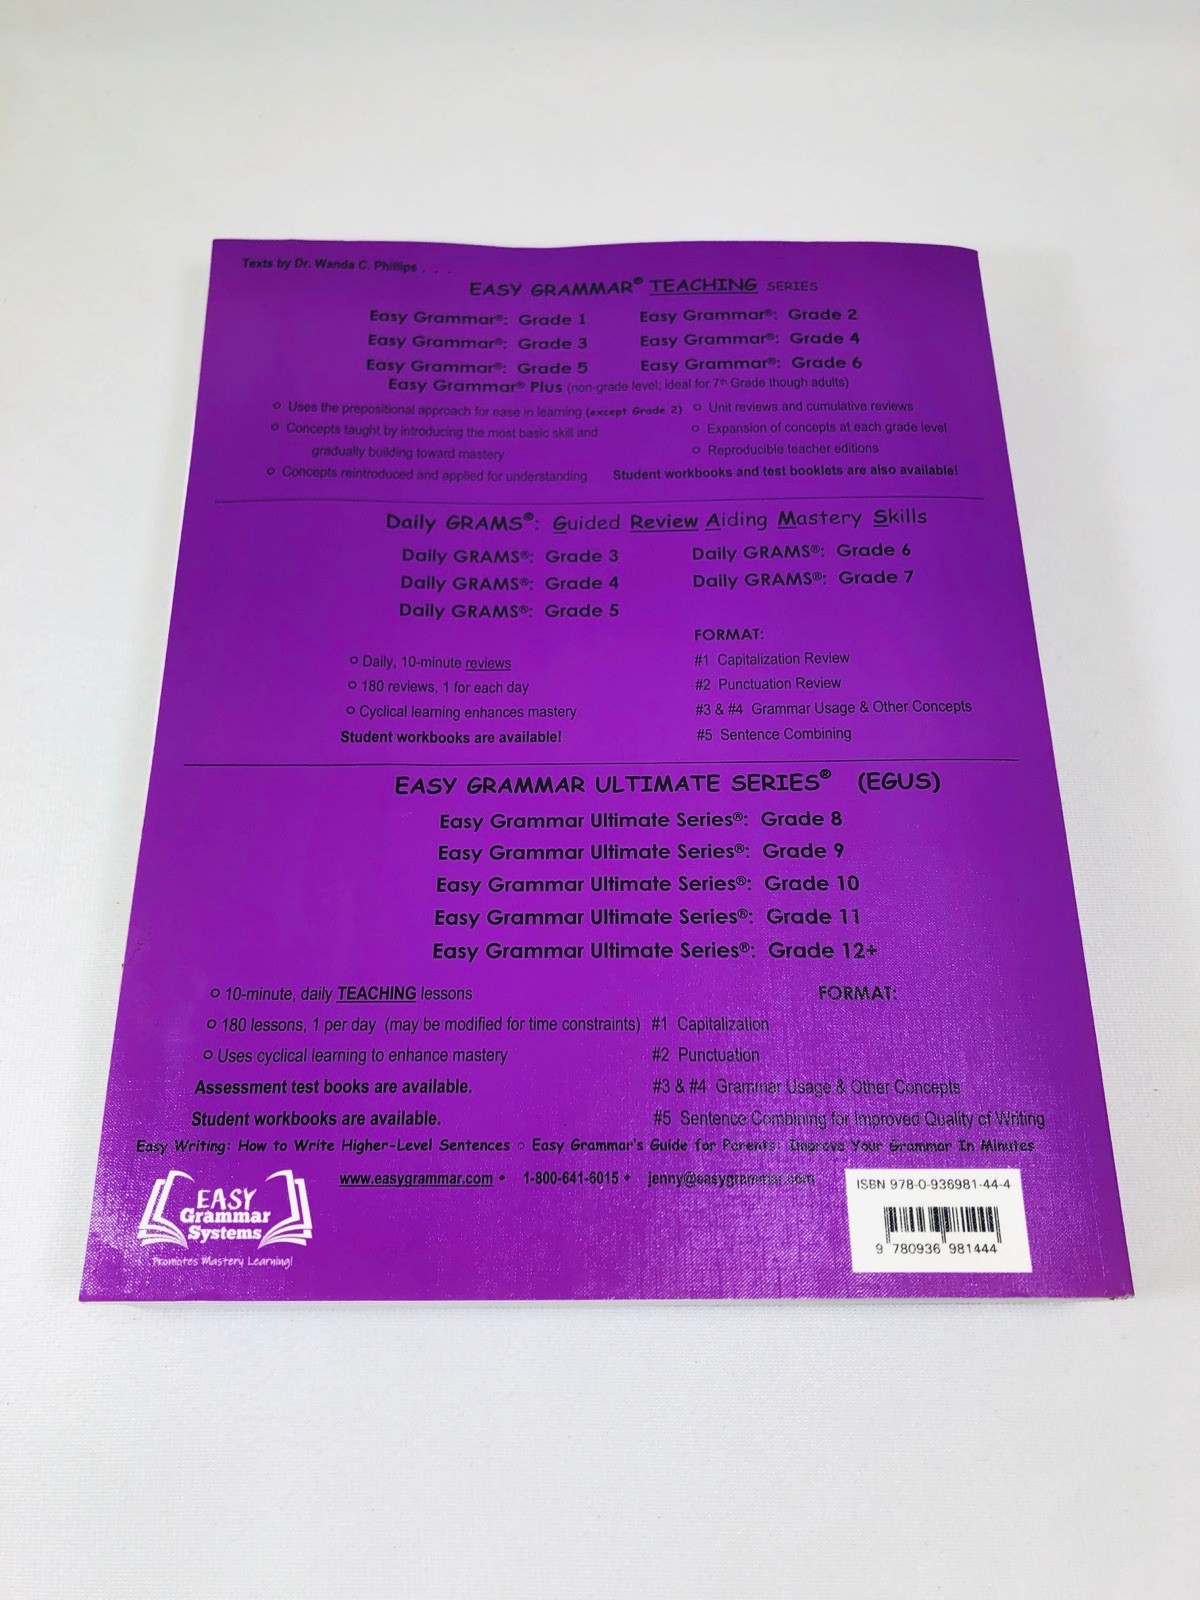 Texts by Dr. Wanda C. Phillips . . .
EASY GRAMMAR® TEACHING SERIES
Easy Grammar®: Grade 1 Easy Grammar®: Grade 2
Easy Grammar®: Grade 3 Easy Grammar®: Grade 4
Easy Grammar®: Grade 5 Easy Grammar®: Grade 6
Easy Grammar® Plus (non-grade level; ideal for 7th Grade though adults)
○ Uses the prepositional approach for ease in learning (except Grade 2) ○ Unit reviews and cumulative reviews
○ Concepts taught by introducing the most basic skill and ○ Expansion of concepts at each grade level
gradually building toward mastery ○ Reproducible teacher editions
○ Concepts reintroduced and applied for understanding Student workbooks and test booklets are also available!
Daily GRAMS®: Guided Review Aiding Mastery Skills
Daily GRAMS®: Grade 3 Daily GRAMS®: Grade 6
Daily GRAMS®: Grade 4 Daily GRAMS®: Grade 7
Daily GRAMS®: Grade 5
FORMAT:
○ Daily, 10-minute reviews #1 Capitalization Review
○ 180 reviews, 1 for each day #2 Punctuation Review
○ Cyclical learning enhances mastery #3 & #4 Grammar Usage & Other Concepts
Student workbooks are available! #5 Sentence Combining
EASY GRAMMAR ULTIMATE SERIES® (EGUS)
Easy Grammar Ultimate Series®: Grade 8
Easy Grammar Ultimate Series®: Grade 9
Easy Grammar Ultimate Series®: Grade 10
Easy Grammar Ultimate Series®: Grade 11
Easy Grammar Ultimate Series®: Grade 12+
○ 10-minute, daily TEACHING lessons FORMAT:
○ 180 lessons, 1 per day (may be modified for time constraints) #1 Capitalization
○ Uses cyclical learning to enhance mastery #2 Punctuation
Assessment test books are available. #3 & #4 Grammar Usage & Other Concepts
Student workbooks are available. #5 Sentence Combining for Improved Quality of Writing
Easy Writing: How to Write Higher-Level Sentences ○ Easy Grammar's Guide for Parents: Improve Your Grammar In Minutes
www.easygrammar.com • 1-800-641-6015 • jenny@easygrammar.com
EASY
Grammar
Systems
Promotes Mastery Learning!
ISBN 978-0-936981-44-4
9 780936 981444